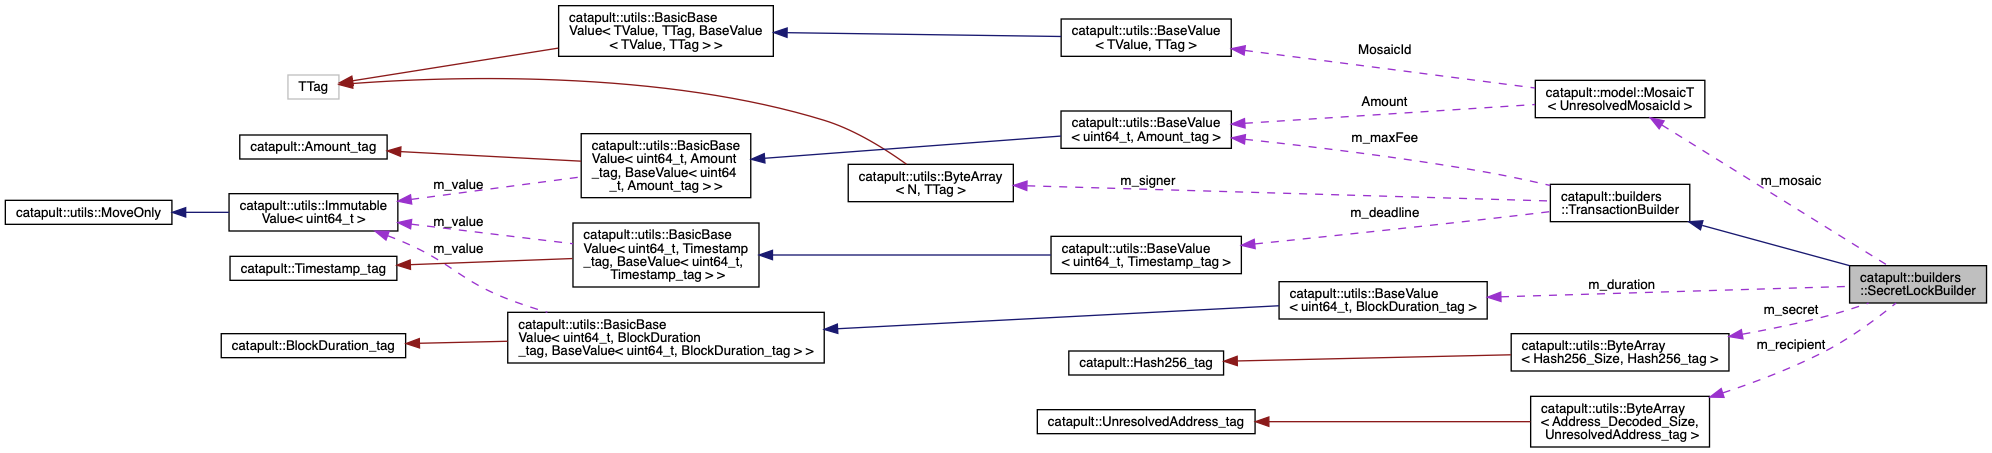 catapult::utils::BasicBase
Value< TValue, TTag, BaseValue
< TValue, TTag > >
catapult::utils::BaseValue
< TValue, TTag >
MosaicId
TTag
catapult::model::MosaicT
< UnresolvedMosaicId >
Amount
catapult::utils::BaseValue
< uint64_t, Amount_tag >
m_maxFee
catapult::Amount_tag
catapult::utils::BasicBase
Value< uint64_t, Amount
_tag, BaseValue< uint64
_t, Amount_tag > >
m_value
catapult::utils::ByteArray
< N, TTag >
m_signer
m_mosaic
catapult::utils::MoveOnly
catapult::utils::Immutable
Value< uint64_t >
catapult::builders
::TransactionBuilder
m_value
m_deadline
catapult::utils::BasicBase
Value< uint64_t, Timestamp
_tag, BaseValue< uint64_t,
Timestamp_tag > >
m_value
catapult::utils::BaseValue
< uint64_t, Timestamp_tag >
catapult::Timestamp_tag
catapult::builders
::SecretLockBuilder
m_duration
catapult::utils::BaseValue
< uint64_t, BlockDuration_tag >
m_secret
catapult::utils::BasicBase
Value< uint64_t, BlockDuration
_tag, BaseValue< uint64_t, BlockDuration_tag > >
catapult::BlockDuration_tag
catapult::utils::ByteArray
< Hash256_Size, Hash256_tag >
m_recipient
catapult::Hash256_tag
catapult::utils::ByteArray
< Address_Decoded_Size,
UnresolvedAddress_tag >
catapult::UnresolvedAddress_tag